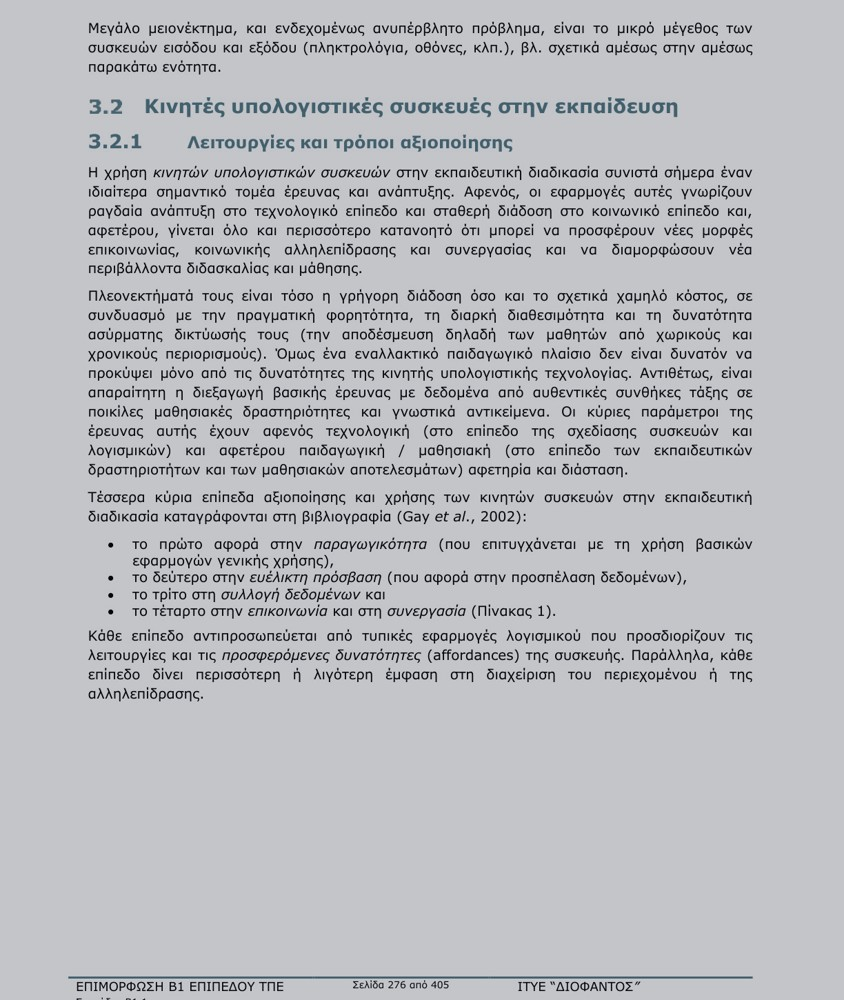 Μεγάλο μειονέκτημα, και ενδεχομένως ανυπέρβλητο πρόβλημα, είναι το μικρό μέγεθος των
συσκευών εισόδου και εξόδου (πληκτρολόγια, οθόνες, κλπ.), βλ. σχετικά αμέσως στην αμέσως
παρακάτω ενότητα.
3.2 Κινητές υπολογιστικές συσκευές στην εκπαίδευση
3.2.1 Λειτουργίες και τρόποι αξιοποίησης
Η χρήση κινητών υπολογιστικών συσκευών στην εκπαιδευτική διαδικασία συνιστά σήμερα έναν
ιδιαίτερα σημαντικό τομέα έρευνας και ανάπτυξης. Αφενός, οι εφαρμογές αυτές γνωρίζουν
ραγδαία ανάπτυξη στο τεχνολογικό επίπεδο και σταθερή διάδοση στο κοινωνικό επίπεδο και,
αφετέρου, γίνεται όλο και περισσότερο κατανοητό ότι μπορεί να προσφέρουν νέες μορφές
επικοινωνίας, κοινωνικής αλληλεπίδρασης και συνεργασίας και να διαμορφώσουν νέα
περιβάλλοντα διδασκαλίας και μάθησης.
Πλεονεκτήματά τους είναι τόσο η γρήγορη διάδοση όσο και το σχετικά χαμηλό κόστος, σε
συνδυασμό με την πραγματική φορητότητα, τη διαρκή διαθεσιμότητα και τη δυνατότητα
ασύρματης δικτύωσής τους (την αποδέσμευση δηλαδή των μαθητών από χωρικούς και
χρονικούς περιορισμούς). Όμως ένα εναλλακτικό παιδαγωγικό πλαίσιο δεν είναι δυνατόν να
προκύψει μόνο από τις δυνατότητες της κινητής υπολογιστικής τεχνολογίας. Αντιθέτως, είναι
απαραίτητη η διεξαγωγή βασικής έρευνας με δεδομένα από αυθεντικές συνθήκες τάξης σε
ποικίλες μαθησιακές δραστηριότητες και γνωστικά αντικείμενα. Οι κύριες παράμετροι της
έρευνας αυτής έχουν αφενός τεχνολογική (στο επίπεδο της σχεδίασης συσκευών και
λογισμικών) και αφετέρου παιδαγωγική / μαθησιακή (στο επίπεδο των εκπαιδευτικών
δραστηριοτήτων και των μαθησιακών αποτελεσμάτων) αφετηρία και διάσταση.
Τέσσερα κύρια επίπεδα αξιοποίησης και χρήσης των κινητών συσκευών στην εκπαιδευτική
διαδικασία καταγράφονται στη βιβλιογραφία (Gay et al., 2002):
• το πρώτο αφορά στην παραγωγικότητα (που επιτυγχάνεται με τη χρήση βασικών
εφαρμογών γενικής χρήσης),
• το δεύτερο στην ευέλικτη πρόσβαση (που αφορά στην προσπέλαση δεδομένων),
• το τρίτο στη συλλογή δεδομένων και
• το τέταρτο στην επικοινωνία και στη συνεργασία (Πίνακας 1).
Κάθε επίπεδο αντιπροσωπεύεται από τυπικές εφαρμογές λογισμικού που προσδιορίζουν τις
λειτουργίες και τις προσφερόμενες δυνατότητες (affordances) της συσκευής. Παράλληλα, κάθε
επίπεδο δίνει περισσότερη ή λιγότερη έμφαση στη διαχείριση του περιεχομένου ή της
αλληλεπίδρασης.
ΕΠΙΜΟΡΦΩΣΗ Β1 ΕΠΙΠΕΔΟΥ ΤΠΕ Σελίδα 276 από 405 ΙΤΥΕ "ΔΙΟΦΑΝΤΟΣ"